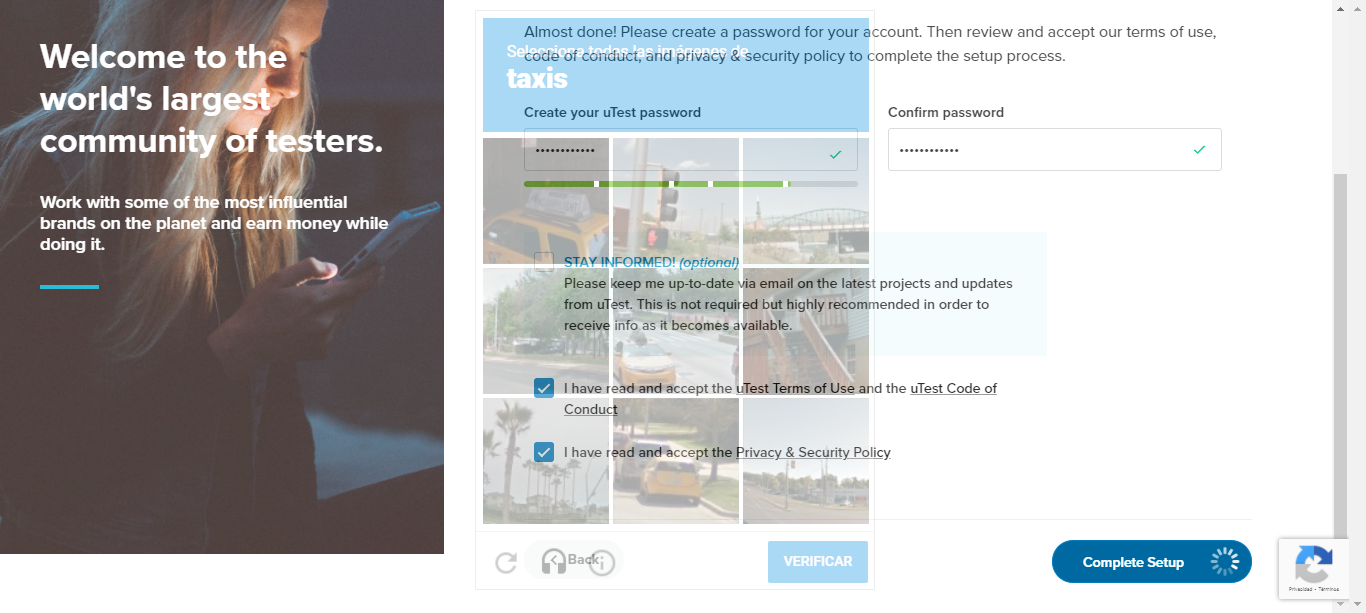 Welcome to the
world's largest
community of testers.
Work with some of the most influential
brands on the planet and earn money while
doing it.
Almost done! Please create a password for your account. Then review and accept our terms of use,
code of conduct, and privacy & security policy to complete the setup process.
Selecciona todas las imágenes de
taxis
Create your uTest password
Confirm password
STAY INFORMED! (optional)
Please keep me up-to-date via email on the latest projects and updates
from uTest. This is not required but highly recommended in order to
receive info as it becomes available.
I have read and accept the uTest Terms of Use and the uTest Code of
Conduct
I have read and accept the Privacy & Security Policy
Back
VERIFICAR
Complete Setup
Privacidad - Términos